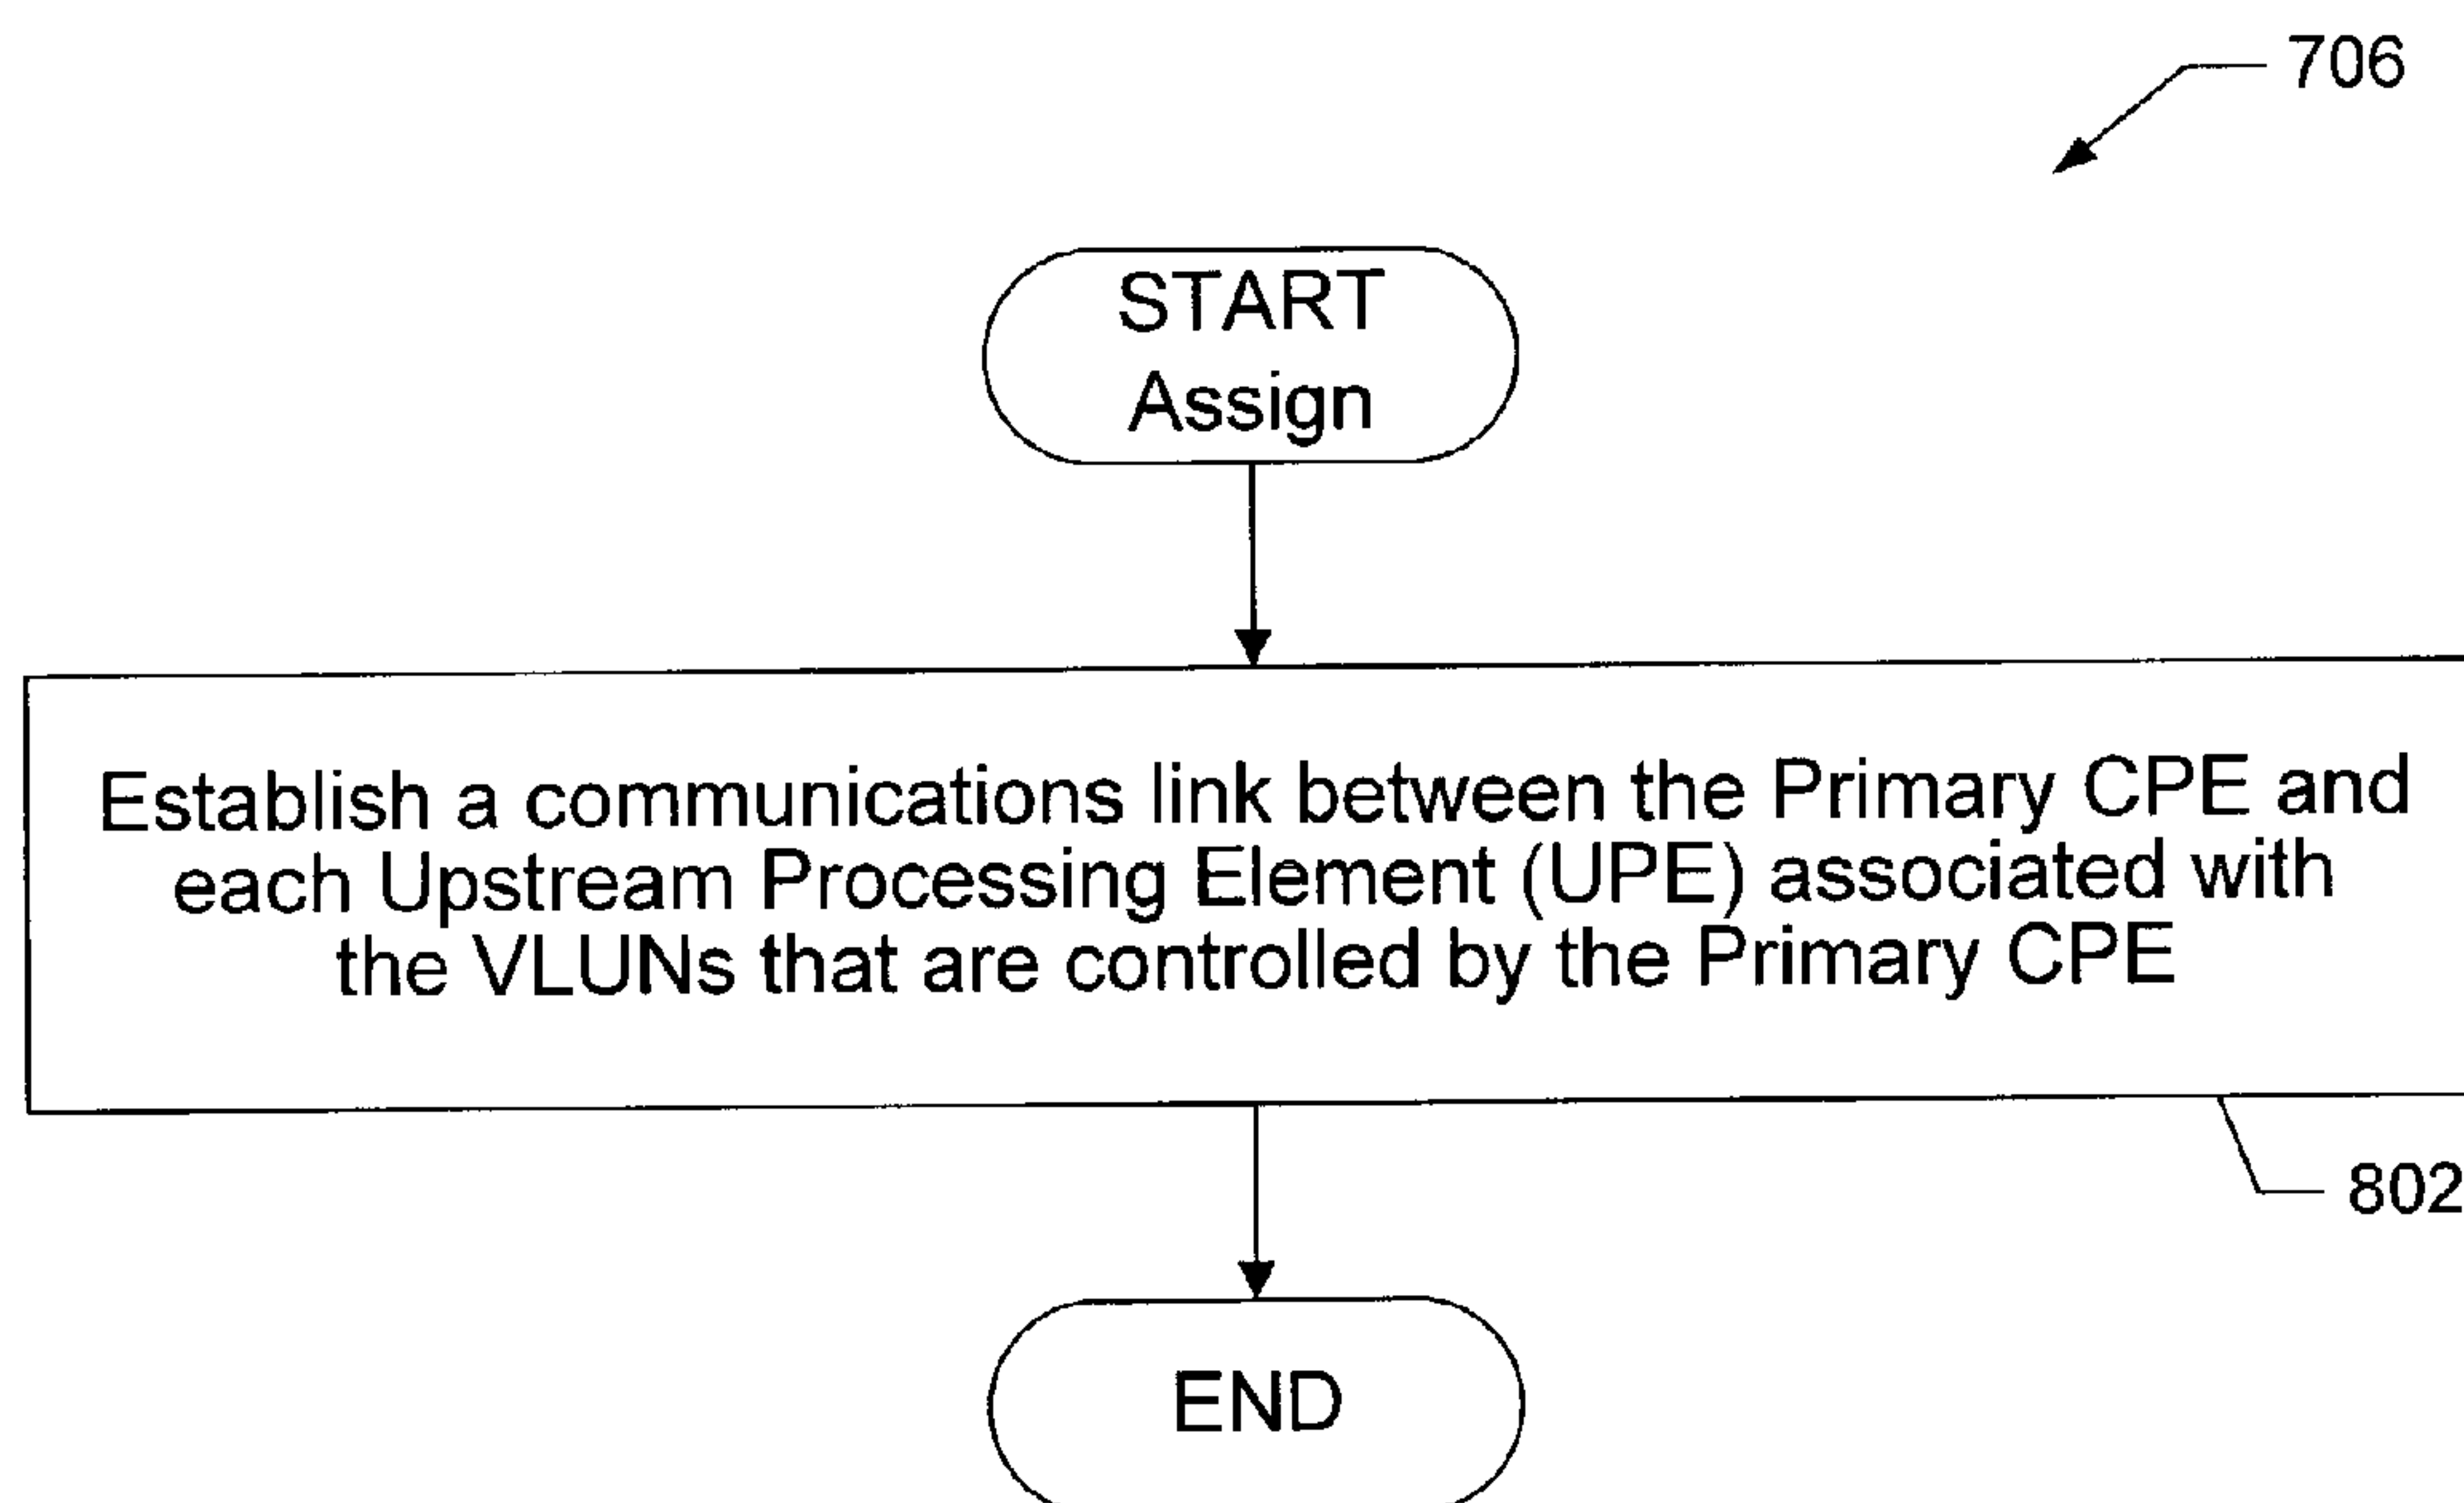 706
START
Assign
Establish a communications link between the Primary CPE and
each Upstream Processing Element (UPE) associated with
the VLUNs that are controlled by the Primary CPE
802
END